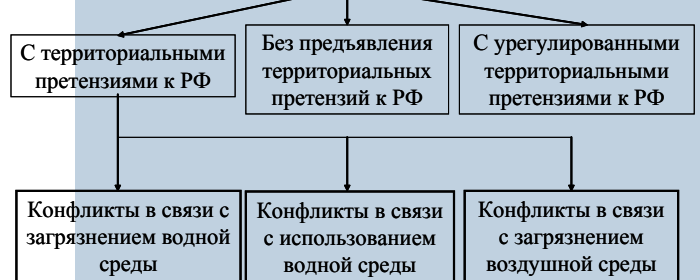 С территориальными
претензиями к РФ
Без предъявления
территориальных
претензий к РФ
С урегулированными
территориальными
претензиями к РФ
Конфликты в связи с
загрязнением водной
среды
Конфликты в связи
с использованием
водной среды
Конфликты в связи
с загрязнением
воздушной среды